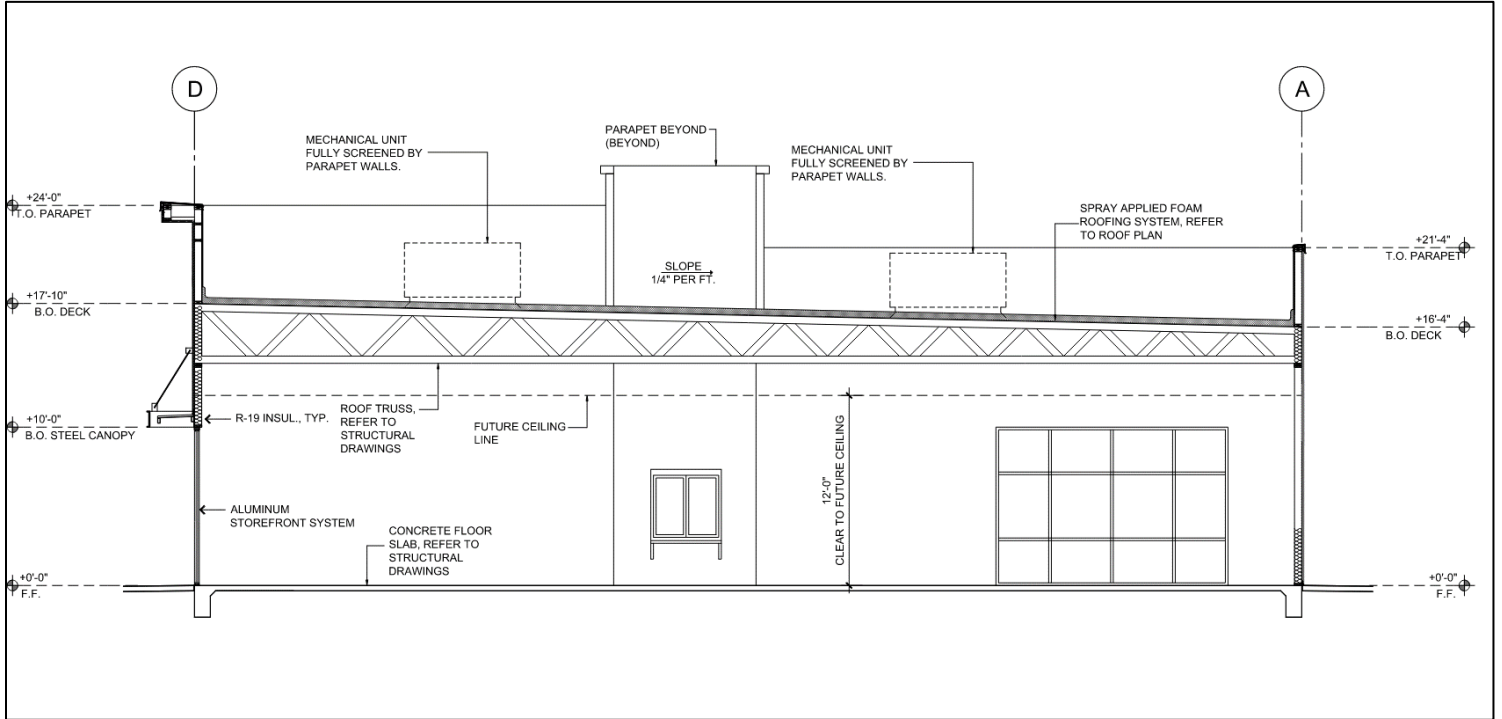 D
A
MECHANICAL UNIT
FULLY SCREENED BY
PARAPET WALLS.
PARAPET BEYOND
(BEYOND)
MECHANICAL UNIT
FULLY SCREENED BY
PARAPET WALLS.
SPRAY APPLIED FOAM
ROOFING SYSTEM, REFER
TO ROOF PLAN
+24'-0"
T.O. PARAPET
+21'-4"
T.O. PARAPET
SLOPE
1/4" PER FT.
+17'-10"
B.O. DECK
+16'-4"
B.O. DECK
R-19 INSUL., TYP.
ROOF TRUSS,
REFER TO
STRUCTURAL
DRAWINGS
FUTURE CEILING
LINE
+10'-0"
B.O. STEEL CANOPY
12'-0"
CLEAR TO FUTURE CEILING
ALUMINUM
STOREFRONT SYSTEM
CONCRETE FLOOR
SLAB, REFER TO
STRUCTURAL
DRAWINGS
+0'-0"
F.F.
+0'-0"
F.F.